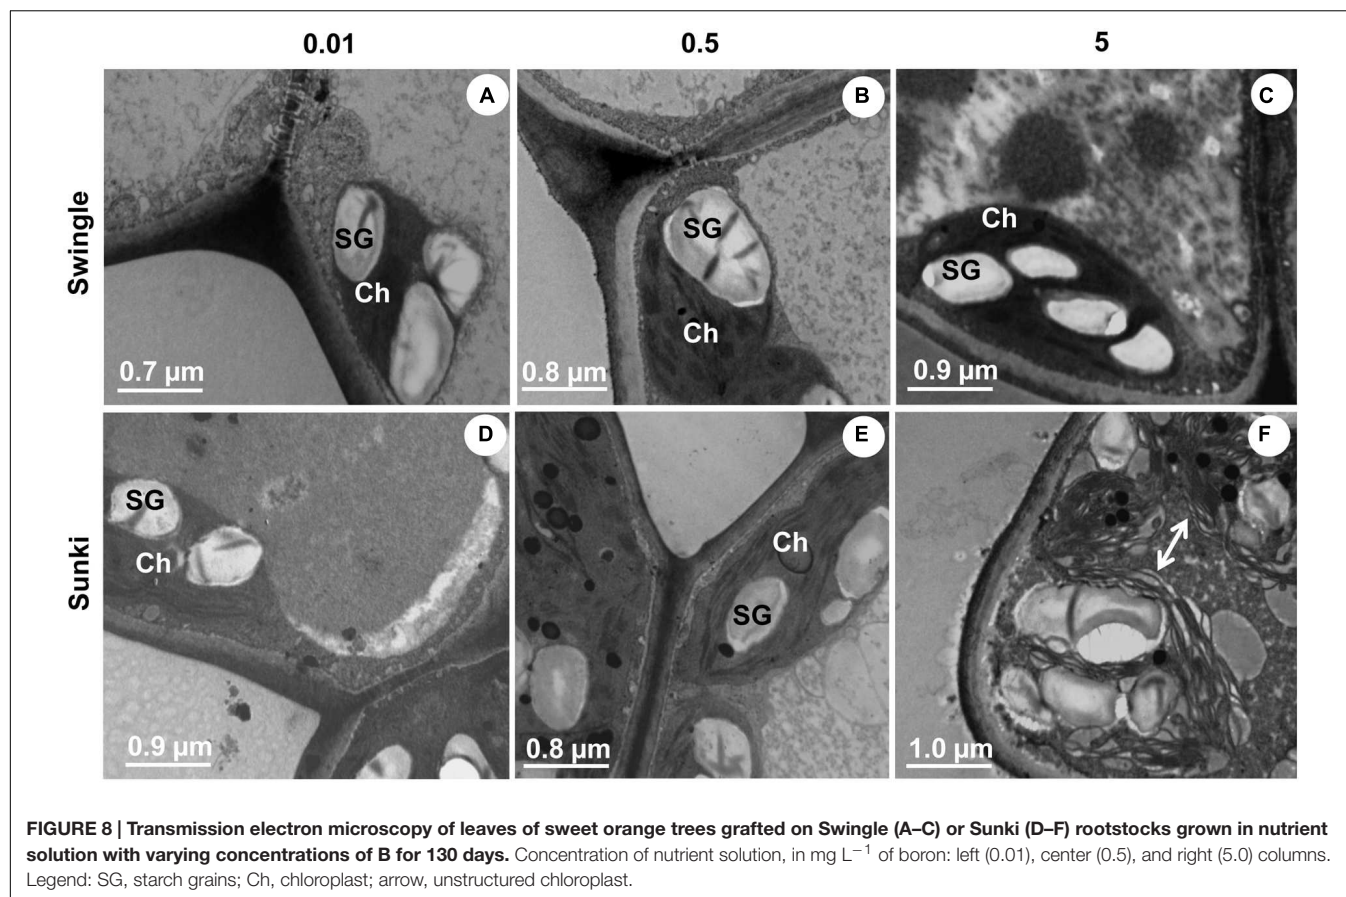 0.01 0.5 5
Swingle
A B C
SG SG Ch
Ch Ch SG
0.7 µm 0.8 µm 0.9 µm
Sunki
D E F
SG Ch
Ch SG
0.9 µm 0.8 µm 1.0 µm
FIGURE 8 | Transmission electron microscopy of leaves of sweet orange trees grafted on Swingle (A–C) or Sunki (D–F) rootstocks grown in nutrient
solution with varying concentrations of B for 130 days. Concentration of nutrient solution, in mg L−1 of boron: left (0.01), center (0.5), and right (5.0) columns.
Legend: SG, starch grains; Ch, chloroplast; arrow, unstructured chloroplast.